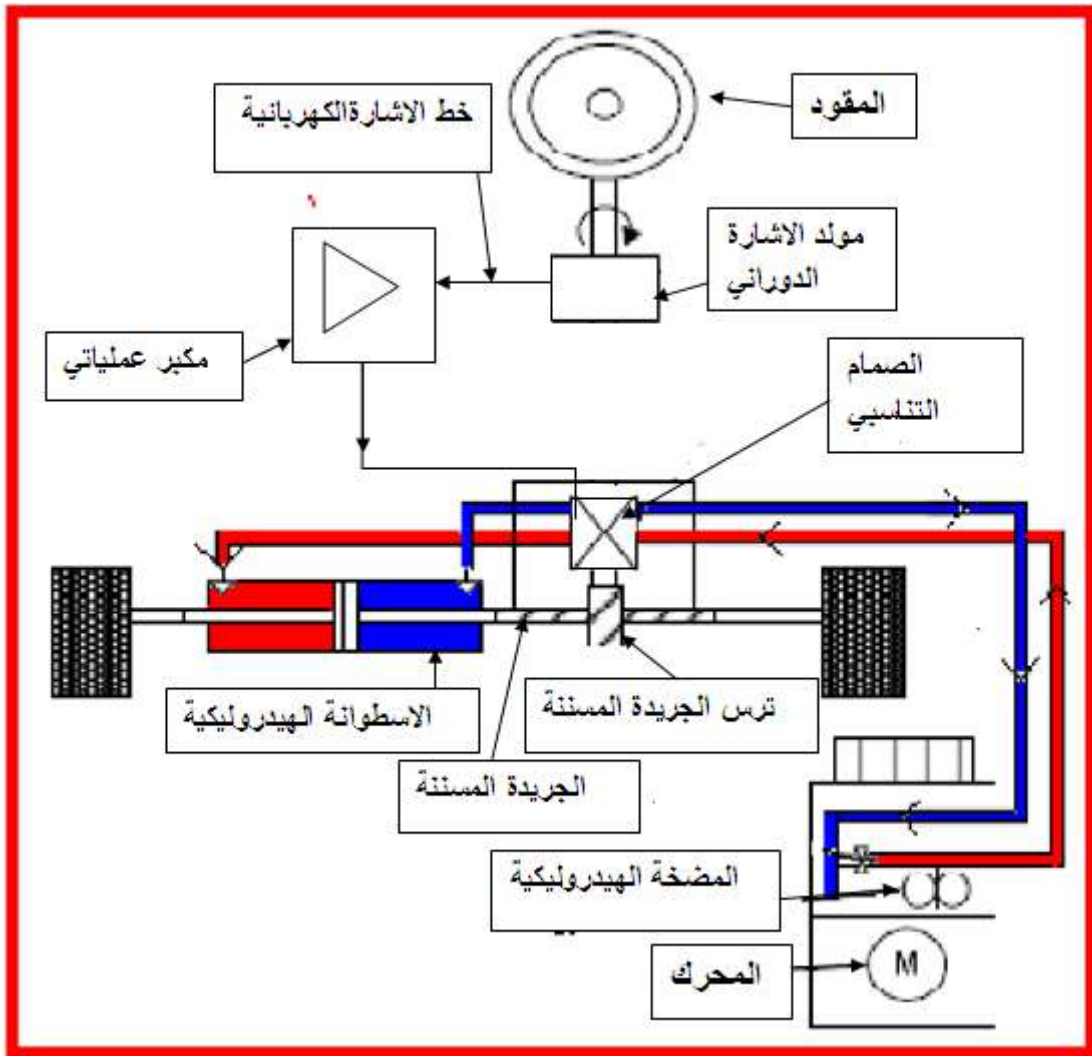 المقود
خط الاشارةالكهربائية
مولد الاشارة
الدوراني
مكبر عملياتي
الصمام
التناسبي
الاسطوانة الهيدروليكية
ترس الجريدة المسننة
الجريدة المسننة
المضخة الهيدروليكية
المحرك
M